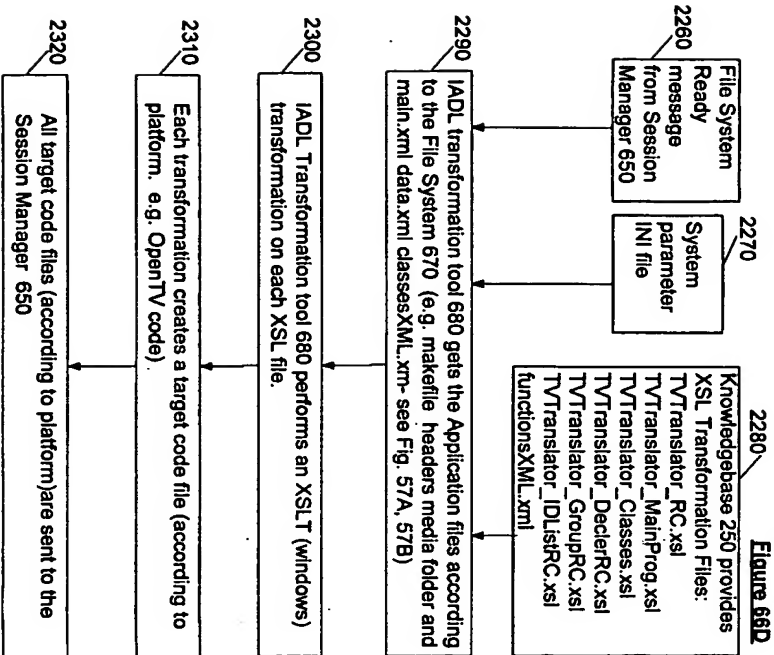 Figure 66D
2260
File System
Ready
message
from Session
Manager 650
2270
System
parameter
INI file
2280
Knowledgebase 250 provides
XSL Transformation Files:
TVTranslator_RC.xsl
TVTranslator_MainProg.xsl
TVTranslator_Classes.xsl
TVTranslator_DeclerRC.xsl
TVTranslator_GroupRC.xsl
TVTranslator_IDListRC.xsl
functionsXML.xml
2290
IADL transformation tool 680 gets the Application files according
to the File System 670 (e.g. makefile headers media folder and
main.xml data.xml classesXML.xm- see Fig. 57A, 57B)
2300
IADL Transformation tool 680 performs an XSLT (windows)
transformation on each XSL file.
2310
Each transformation creates a target code file (according to
platform. e.g. OpenTV code)
2320
All target code files (according to platform)are sent to the
Session Manager 650